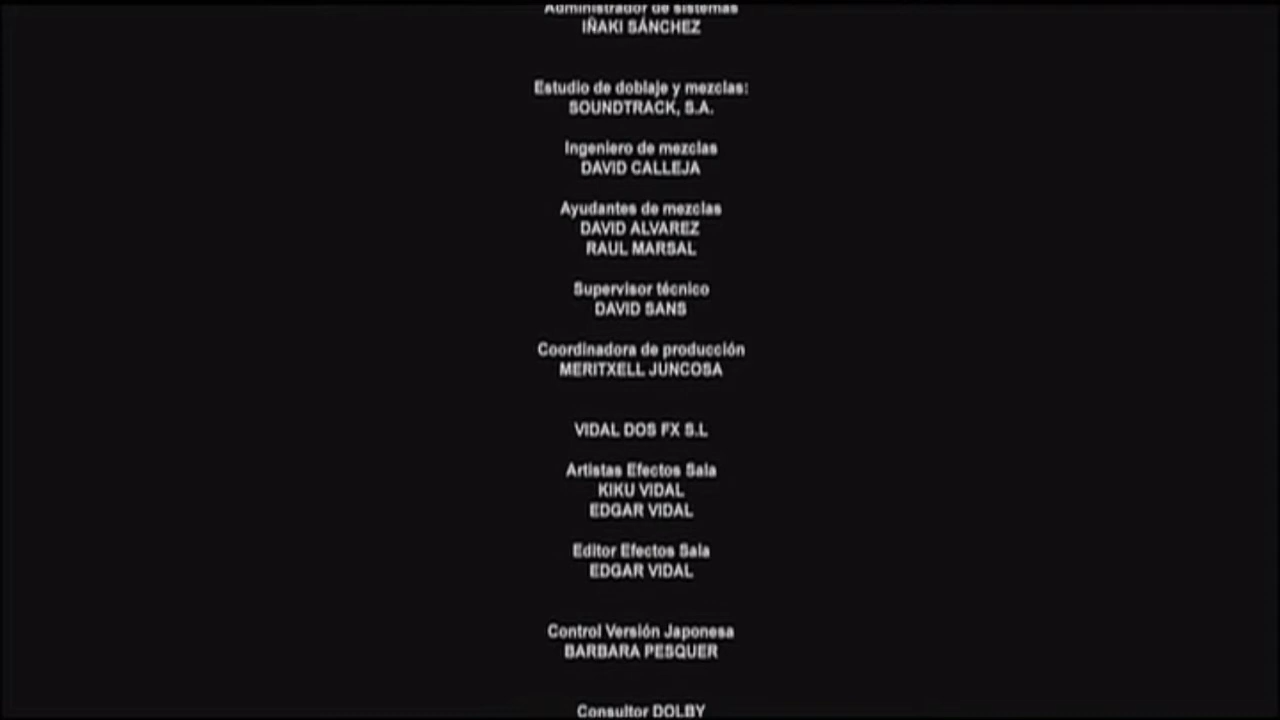 Administrador de sistemas
IÑAKI SÁNCHEZ
Estudio de doblaje y mezclas:
SOUNDTRACK, S.A.
Ingeniero de mezclas
DAVID CALLEJA
Ayudantes de mezclas
DAVID ALVAREZ
RAUL MARSAL
Supervisor técnico
DAVID SANS
Coordinadora de producción
MERITXELL JUNCOSA
VIDAL DOS FX S.L
Artistas Efectos Sala
KIKU VIDAL
EDGAR VIDAL
Editor Efectos Sala
EDGAR VIDAL
Control Versión Japonesa
BARBARA PESQUER
Consultor DOLBY